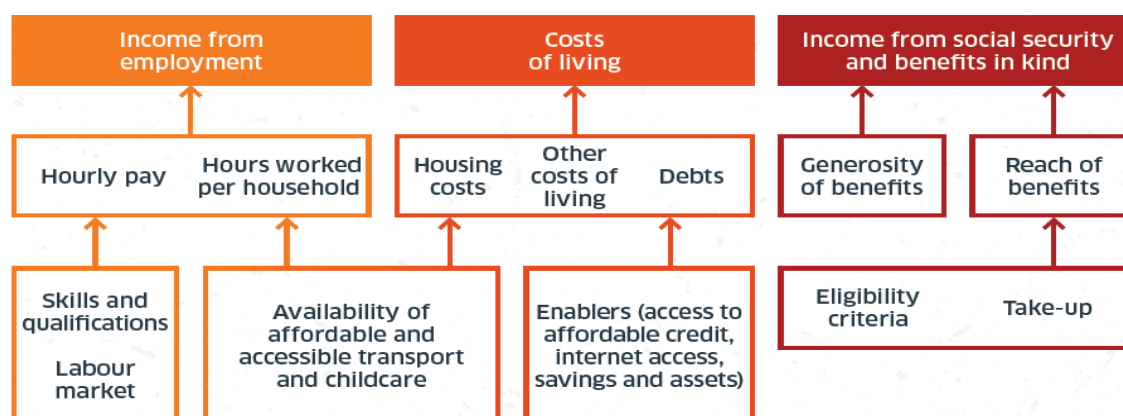 Income from
employment
Costs
of living
Income from social security
and benefits in kind
Hourly pay
Hours worked
per household
Housing
costs
Other
costs of
living
Debts
Generosity
of benefits
Reach of
benefits
Skills and
qualifications
Labour
market
Availability of
affordable and
accessible transport
and childcare
Enablers (access to
affordable credit,
internet access,
savings and assets)
Eligibility
criteria
Take-up